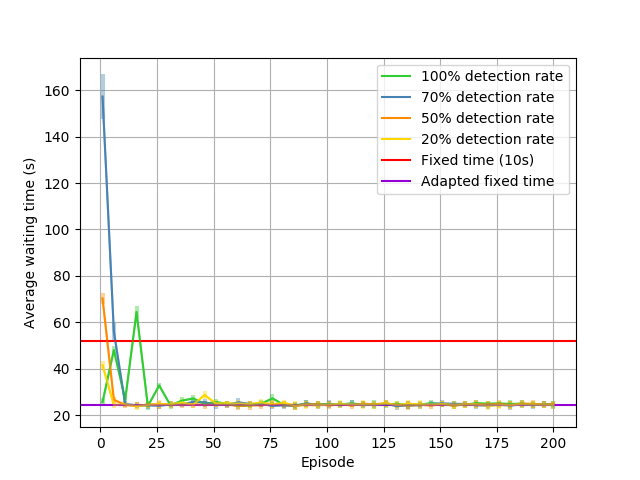 100% detection rate
70% detection rate
50% detection rate
20% detection rate
Fixed time (10s)
Adapted fixed time
Average waiting time (s)
160
140
120
100
80
60
40
20
0 25 50 75 100 125 150 175 200
Episode